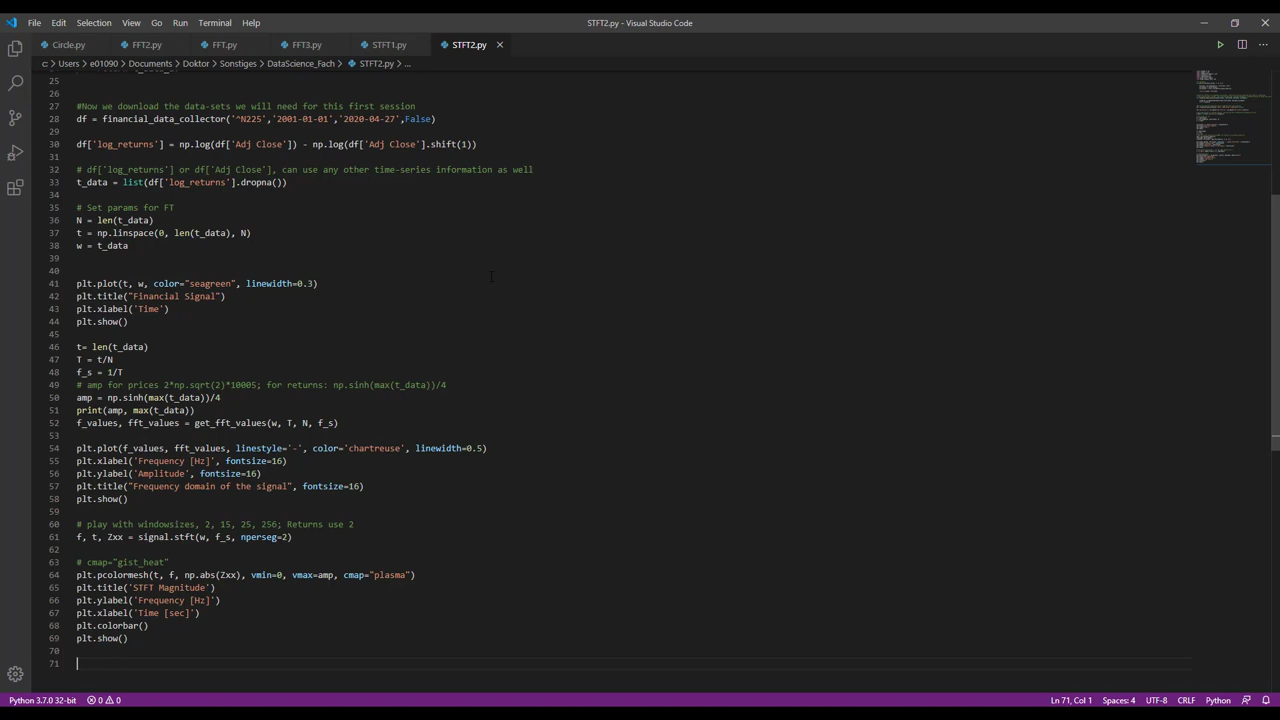 File Edit Selection View Go Run Terminal Help STFT2.py - Visual Studio Code
Circle.py FFT2.py FFT.py FFT3.py STFT1.py STFT2.py
C: > Users > e01090 > Documents > Doktor > Sonstiges > DataScience_Fach > STFT2.py > ...
25
26
27 #Now we download the data-sets we will need for this first session
28 df = financial_data_collector('^N225','2001-01-01','2020-04-27',False)
29
30 df['log_returns'] = np.log(df['Adj Close']) - np.log(df['Adj Close'].shift(1))
31
32 # df['log_returns'] or df['Adj Close'], can use any other time-series information as well
33 t_data = list(df['log_returns'].dropna())
34
35 # Set params for FT
36 N = len(t_data)
37 t = np.linspace(0, len(t_data), N)
38 w = t_data
39
40
41 plt.plot(t, w, color="seagreen", linewidth=0.3)
42 plt.title("Financial Signal")
43 plt.xlabel('Time')
44 plt.show()
45
46 t= len(t_data)
47 T = t/N
48 f_s = 1/T
49 # amp for prices 2*np.sqrt(2)*10005; for returns: np.sinh(max(t_data))/4
50 amp = np.sinh(max(t_data))/4
51 print(amp, max(t_data))
52 f_values, fft_values = get_fft_values(w, T, N, f_s)
53
54 plt.plot(f_values, fft_values, linestyle='-', color='chartreuse', linewidth=0.5)
55 plt.xlabel('Frequency [Hz]', fontsize=16)
56 plt.ylabel('Amplitude', fontsize=16)
57 plt.title("Frequency domain of the signal", fontsize=16)
58 plt.show()
59
60 # play with windowsizes, 2, 15, 25, 256; Returns use 2
61 f, t, Zxx = signal.stft(w, f_s, nperseg=2)
62
63 # cmap="gist_heat"
64 plt.pcolormesh(t, f, np.abs(Zxx), vmin=0, vmax=amp, cmap="plasma")
65 plt.title('STFT Magnitude')
66 plt.ylabel('Frequency [Hz]')
67 plt.xlabel('Time [sec]')
68 plt.colorbar()
69 plt.show()
70
71
Python 3.7.0 32-bit 0 0 Ln 71, Col 1 Spaces: 4 UTF-8 CRLF Python